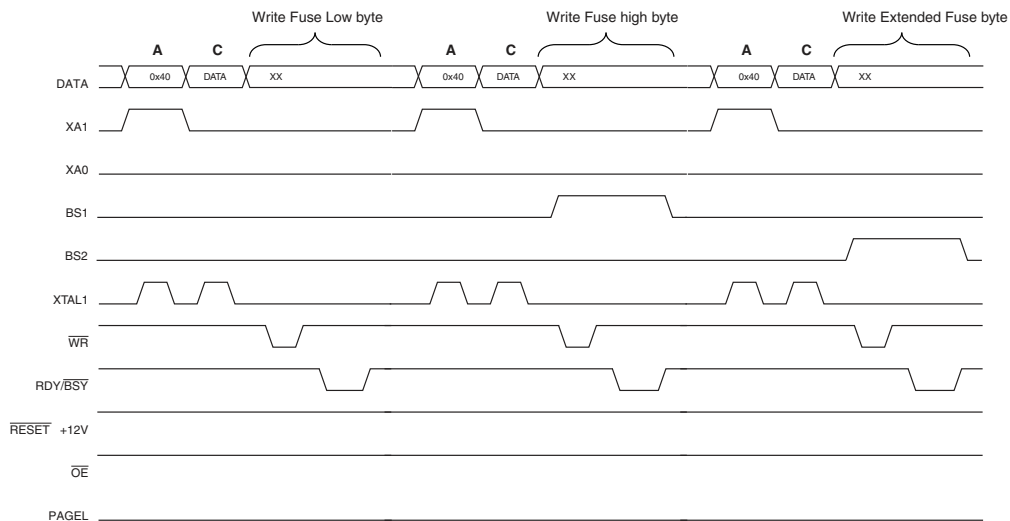 Write Fuse Low byte Write Fuse high byte Write Extended Fuse byte
A C A C A C
DATA 0x40 DATA XX 0x40 DATA XX 0x40 DATA XX
XA1
XA0
BS1
BS2
XTAL1
WR
RDY/BSY
RESET +12V
OE
PAGEL